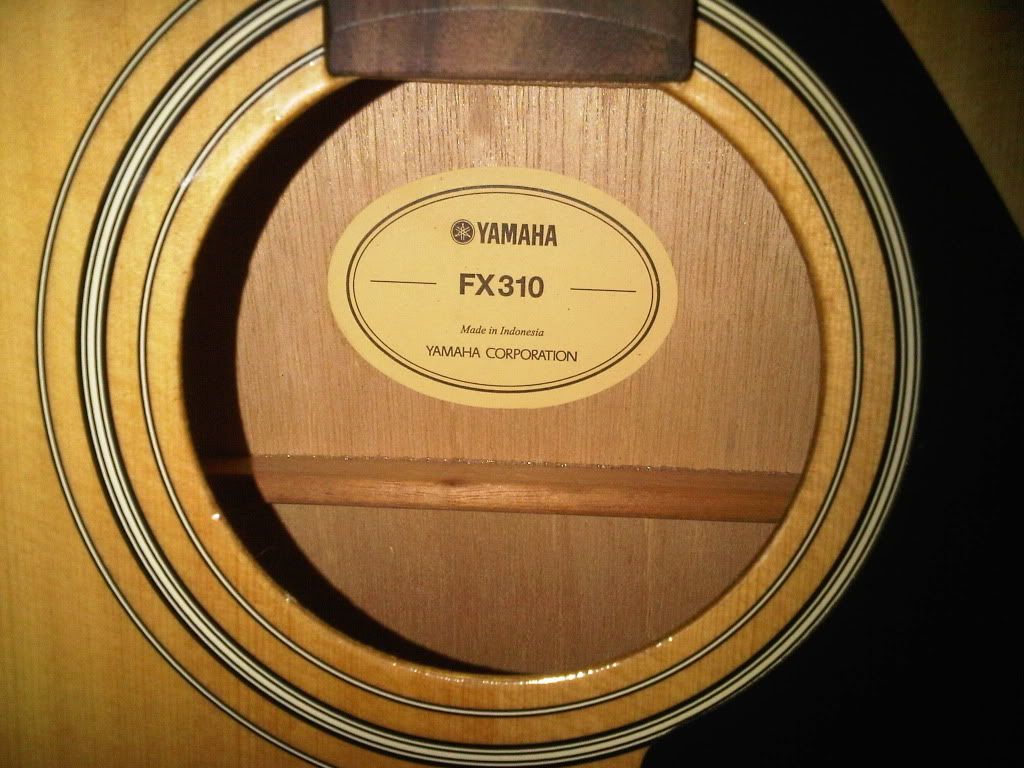 YAMAHA
FX310
Made in Indonesia
YAMAHA CORPORATION